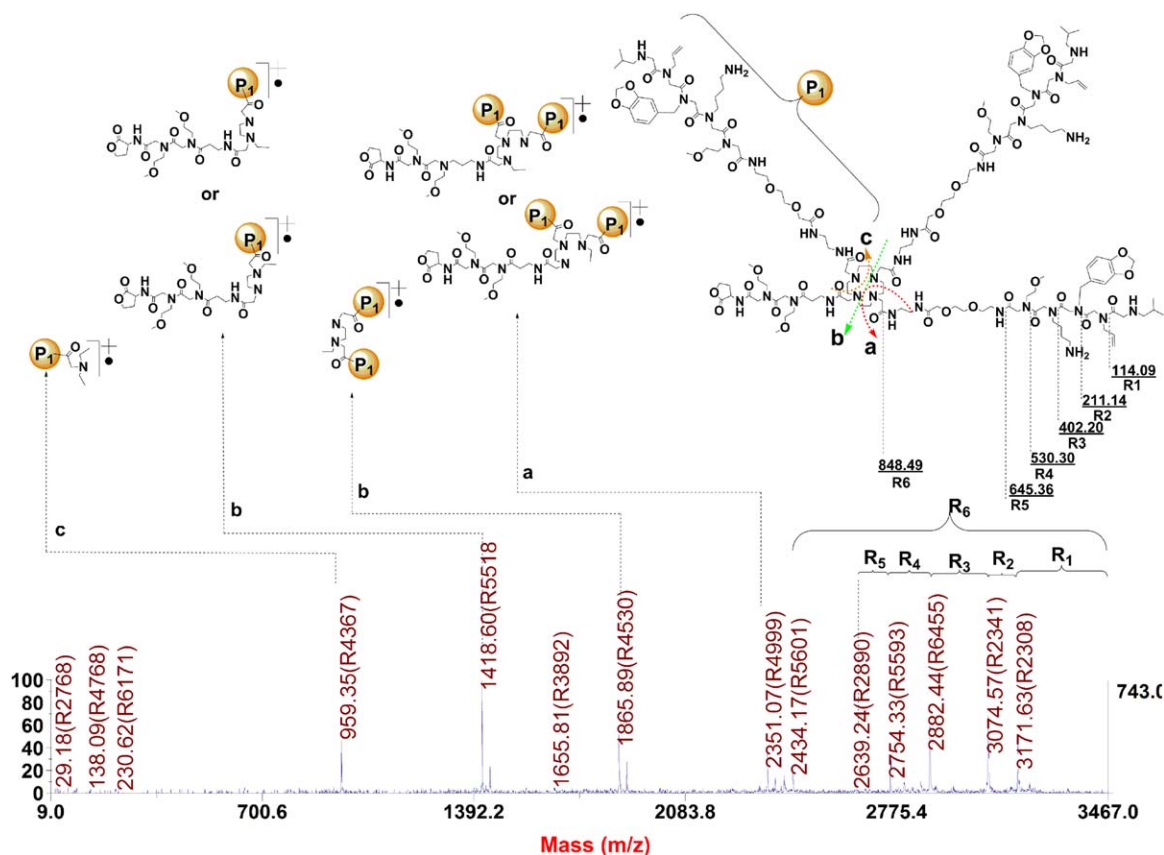 P₁
or
P₁
P₁
P₁
P₁
or
P₁
P₁
P₁
P₁
P₁
P₁
c
b
a
114.09
R1
211.14
R2
402.20
R3
530.30
R4
645.36
R5
848.49
R6
c
b
b
a
R₆
R₅ R₄ R₃ R₂ R₁
29.18(R2768)
138.09(R4768)
230.62(R6171)
959.35(R4367)
1418.60(R5518
1655.81(R3892)
1865.89(R4530)
2351.07(R4999)
2434.17(R5601)
2639.24(R2890)
2754.33(R5593)
2882.44(R6455)
3074.57(R2341)
3171.63(R2308)
100
80
60
40
20
0
743.0
9.0 700.6 1392.2 2083.8 2775.4 3467.0
Mass (m/z)